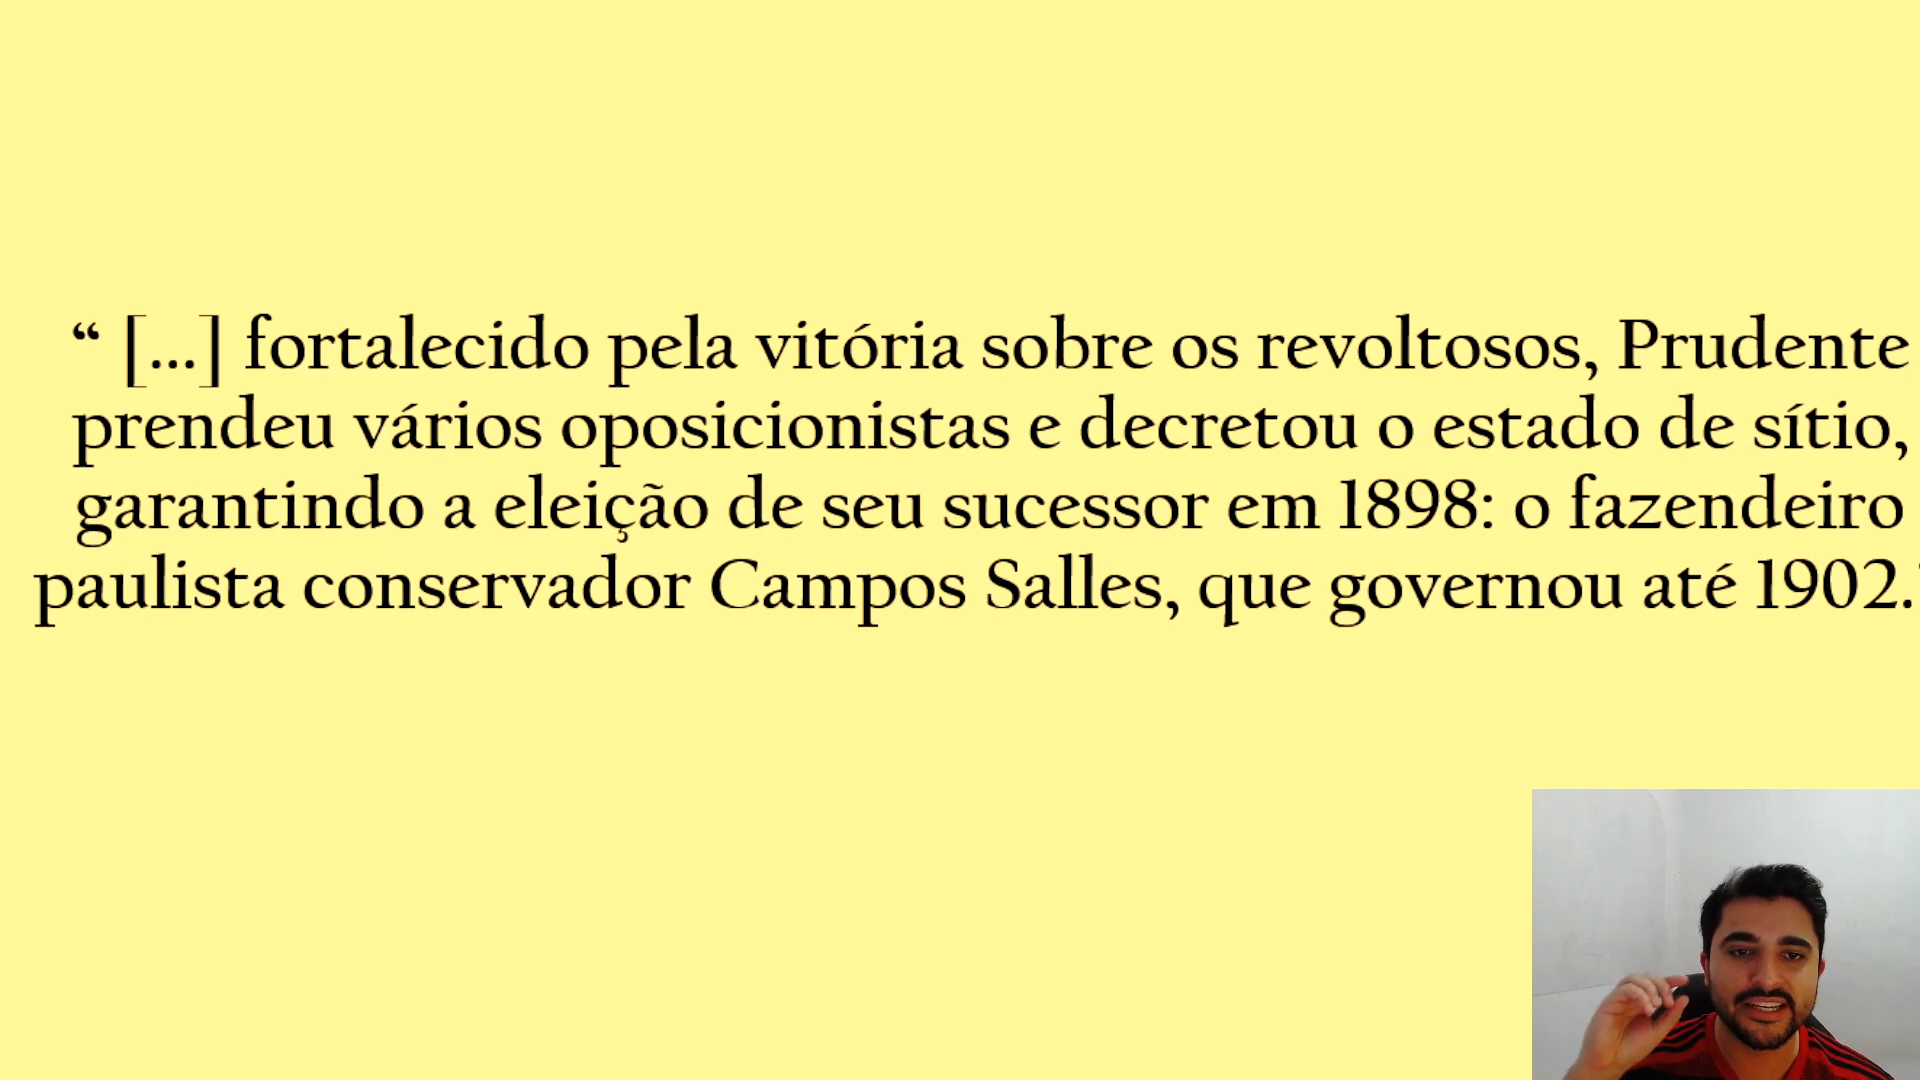 “ [...] fortalecido pela vitória sobre os revoltosos, Prudente
prendeu vários oposicionistas e decretou o estado de sítio,
garantindo a eleição de seu sucessor em 1898: o fazendeiro
paulista conservador Campos Salles, que governou até 1902.”